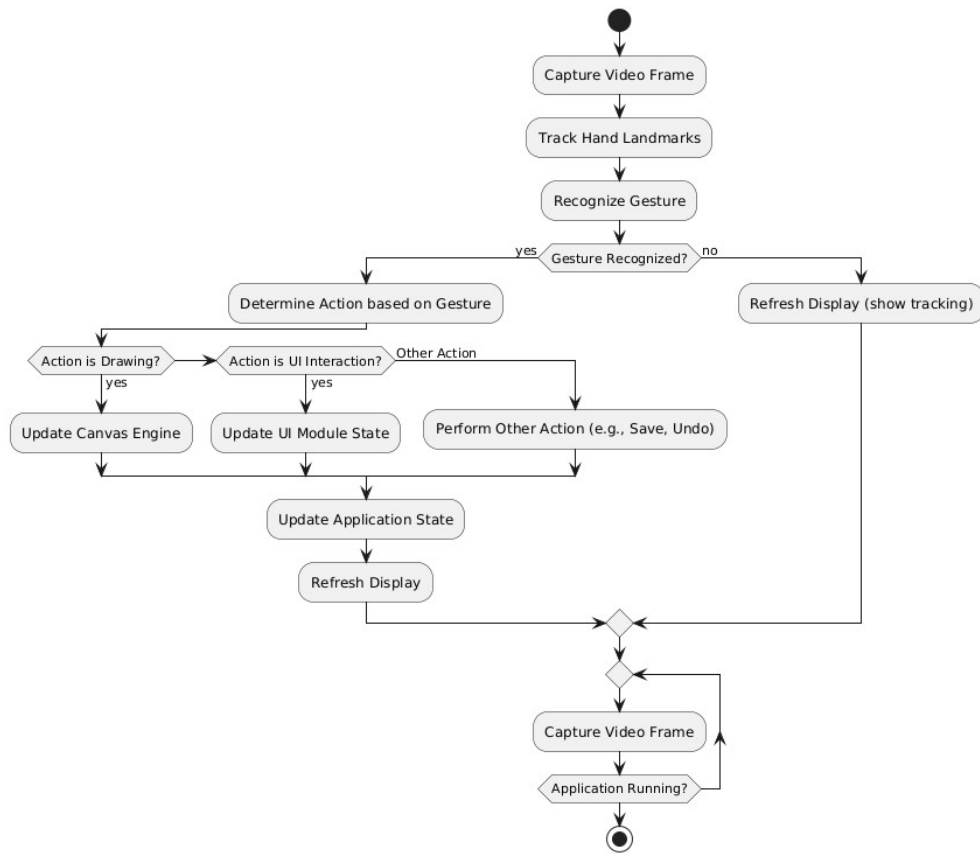 Capture Video Frame
Track Hand Landmarks
Recognize Gesture
yes
Gesture Recognized?
no
Determine Action based on Gesture
Refresh Display (show tracking)
Action is Drawing?
Action is UI Interaction?
Other Action
yes
yes
Update Canvas Engine
Update UI Module State
Perform Other Action (e.g., Save, Undo)
Update Application State
Refresh Display
Capture Video Frame
Application Running?